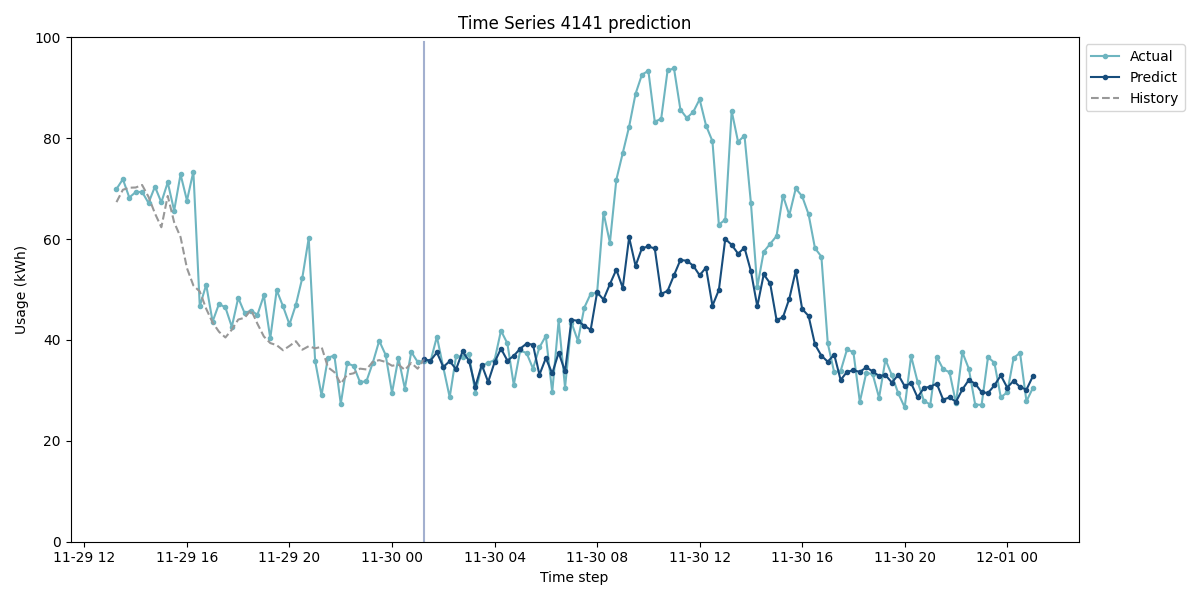 Time Series 4141 prediction
Usage (kWh)
100
80
60
40
20
0
11-29 12
11-29 16
11-29 20
11-30 00
11-30 04
11-30 08
11-30 12
11-30 16
11-30 20
12-01 00
Time step
Actual
Predict
History